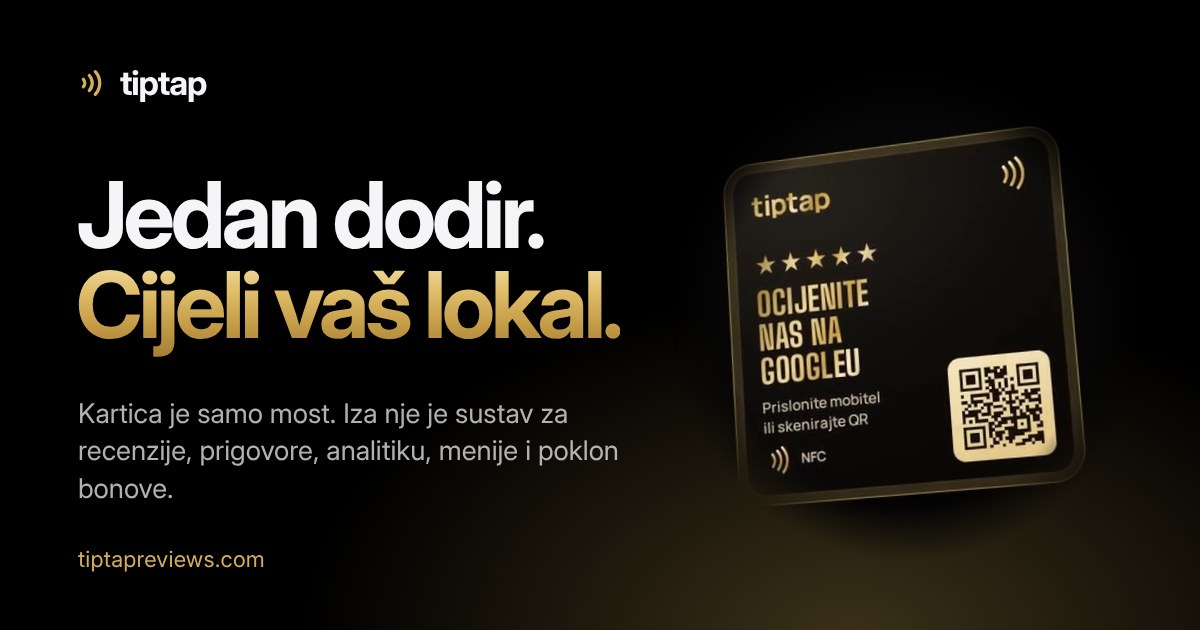 tiptap
Jedan dodir.
Cijeli vaš lokal.
Kartica je samo most. Iza nje je sustav za
recenzije, prigovore, analitiku, menije i poklon
bonove.
tiptapreviews.com
tiptap
OCIJENITE
NAS NA
GOOGLEU
Prislonite mobitel
ili skenirajte QR
NFC